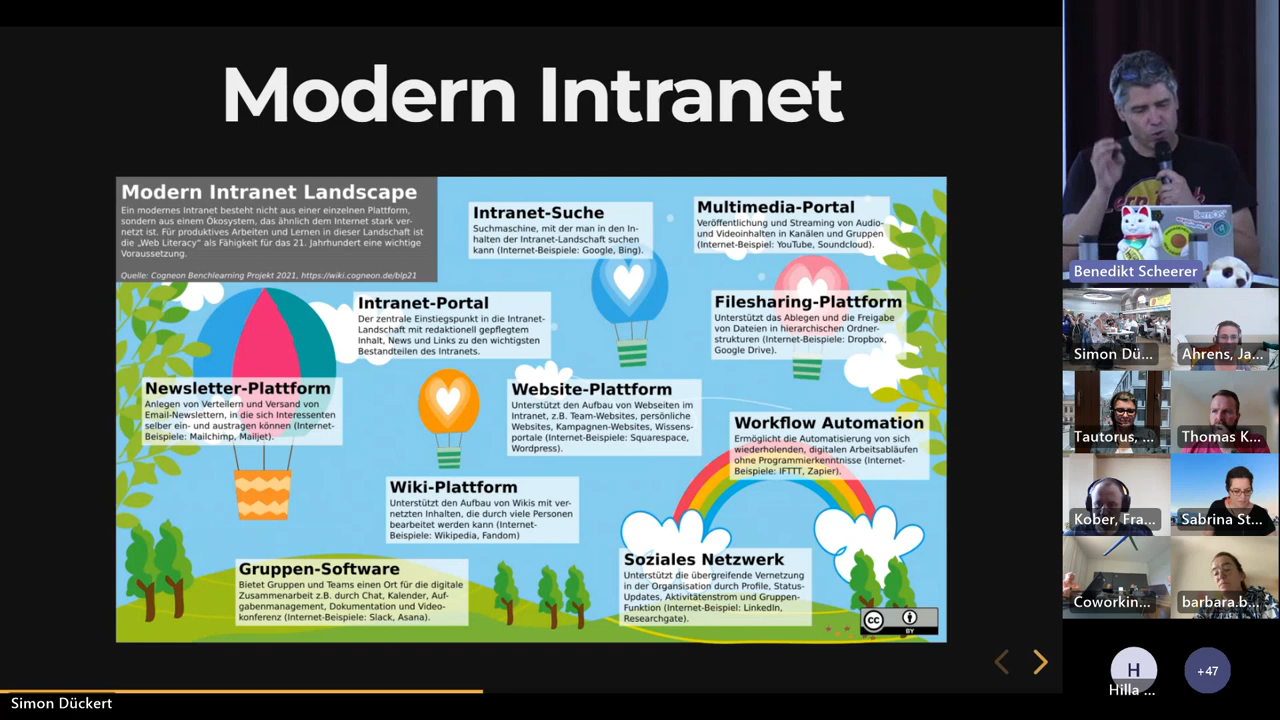 Modern Intranet
Modern Intranet Landscape
Ein modernes Intranet besteht nicht aus einer einzelnen Plattform,
sondern aus einem Ökosystem, das ähnlich dem Internet stark ver-
netzt ist. Für produktives Arbeiten und Lernen in dieser Landschaft ist
die „Web Literacy" als Fähigkeit für das 21. Jahrhundert eine wichtige
Voraussetzung.
Quelle: Cogneon Benchlearning Projekt 2021, https://wiki.cogneon.de/blp21
Intranet-Suche
Suchmaschine, mit der man in den In-
halten der Intranet-Landschaft suchen
kann (Internet-Beispiele: Google, Bing).
Multimedia-Portal
Veröffentlichung und Streaming von Audio-
und Videoinhalten in Kanälen und Gruppen
(Internet-Beispiel: YouTube, Soundcloud).
Intranet-Portal
Der zentrale Einstiegspunkt in die Intranet-
Landschaft mit redaktionell gepflegtem
Inhalt, News und Links zu den wichtigsten
Bestandteilen des Intranets.
Filesharing-Plattform
Unterstützt das Ablegen und die Freigabe
von Dateien in hierarchischen Ordner-
strukturen (Internet-Beispiele: Dropbox,
Google Drive).
Newsletter-Plattform
Anlegen von Verteilern und Versand von
Email-Newslettern, in die sich Interessenten
selber ein- und austragen können (Internet-
Beispiele: Mailchimp, Mailjet).
Website-Plattform
Unterstützt den Aufbau von Webseiten im
Intranet, z.B. Team-Websites, persönliche
Websites, Kampagnen-Websites, Wissens-
portale (Internet-Beispiele: Squarespace,
Wordpress).
Workflow Automation
Ermöglicht die Automatisierung von sich
wiederholenden, digitalen Arbeitsabläufen
ohne Programmierkenntnisse (Internet-
Beispiele: IFTTT, Zapier).
Wiki-Plattform
Unterstützt den Aufbau von Wikis mit ver-
netzten Inhalten, die durch viele Personen
bearbeitet werden kann (Internet-
Beispiele: Wikipedia, Fandom)
Gruppen-Software
Bietet Gruppen und Teams einen Ort für die digitale
Zusammenarbeit z.B. durch Chat, Kalender, Auf-
gabenmanagement, Dokumentation und Video-
konferenz (Internet-Beispiele: Slack, Asana).
Soziales Netzwerk
Unterstützt die übergreifende Vernetzung
in der Orgsnisation durch Profile, Status-
Updates, Aktivitätenstrom und Gruppen-
Funktion (Internet-Beispiel: LinkedIn,
Researchgate).
cc
BY
Simon Dückert
Benedikt Scheerer
Simon Dü...
Ahrens, Ja...
Tautorus, ...
Thomas K...
Kober, Fra...
Sabrina St...
Coworkin...
barbara.b...
H
Hilla ...
+47